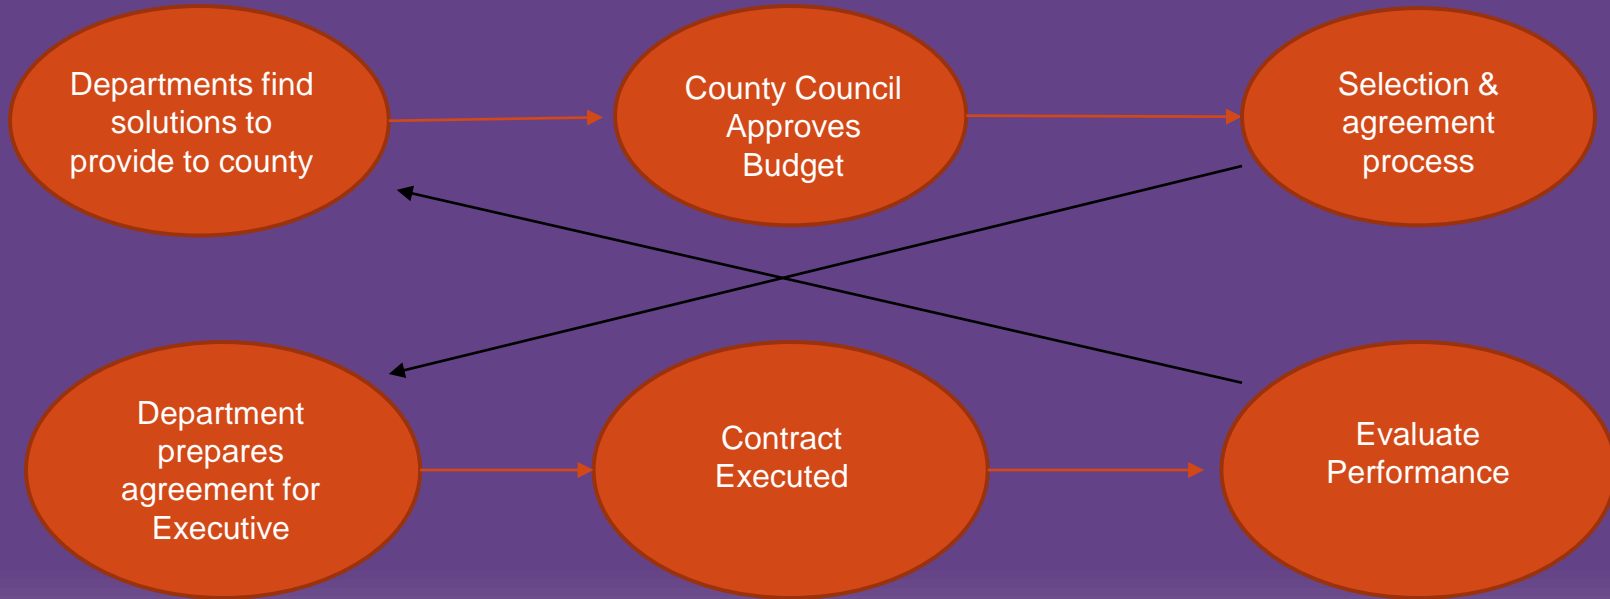 Departments find
solutions to
provide to county
County Council
Approves
Budget
Selection &
agreement
process
Department
prepares
agreement for
Executive
Contract
Executed
Evaluate
Performance